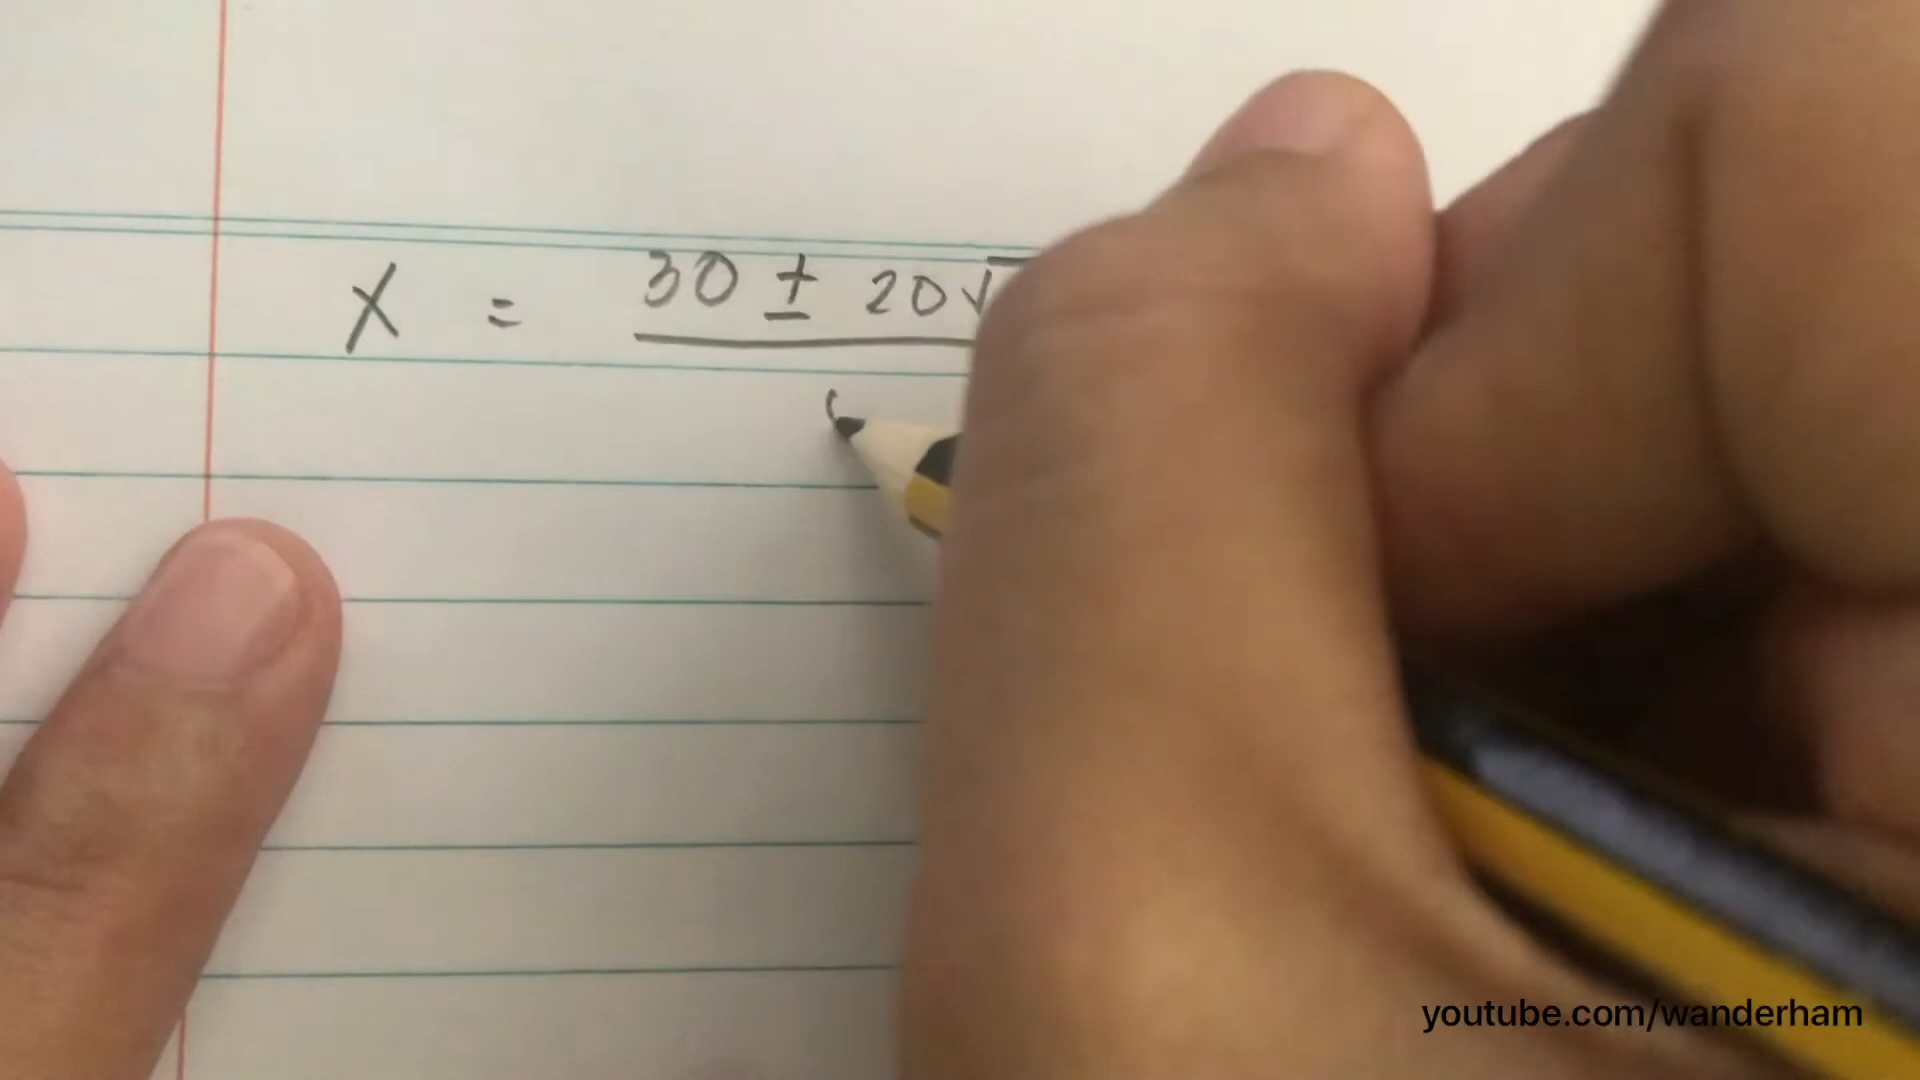 X = 30 ± 20√
youtube.com/wanderham